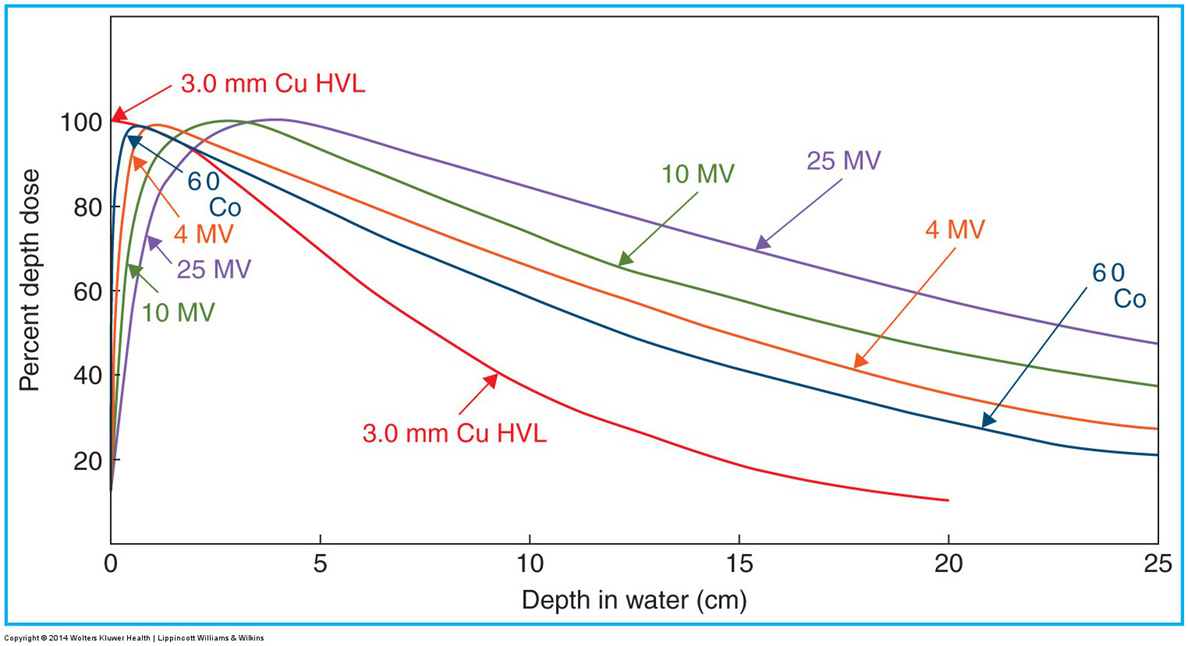 3.0 mm Cu HVL
100
80
60
40
20
Percent depth dose
60
Co
4 MV
25 MV
10 MV
3.0 mm Cu HVL
10 MV
25 MV
4 MV
60
Co
0
5
10
15
20
25
Depth in water (cm)
Copyright © 2014 Wolters Kluwer Health | Lippincott Williams & Wilkins